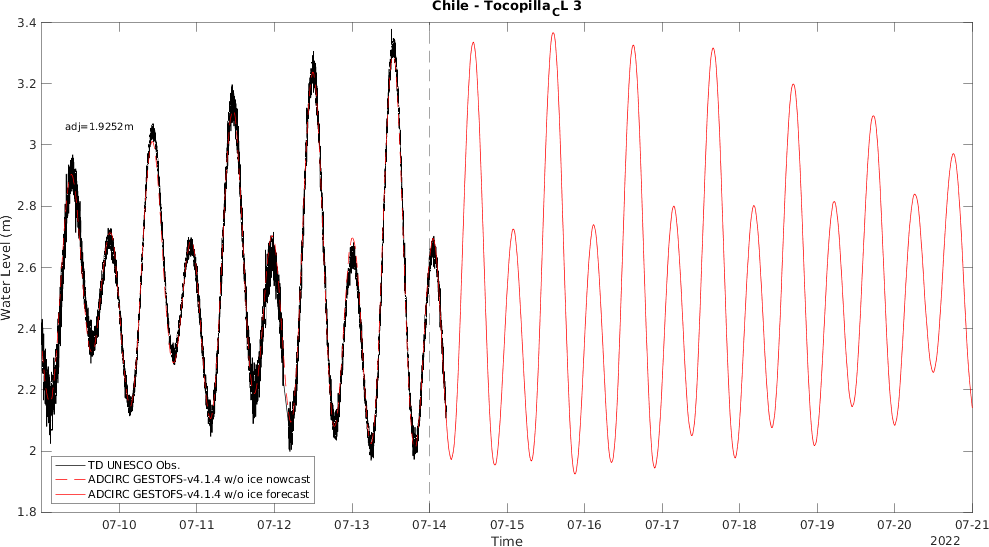 Chile - Tocopilla_CL 3
3.4
3.2
3
2.8
2.6
2.4
2.2
2
1.8
Water Level (m)
adj=1.9252m
TD UNESCO Obs.
ADCIRC GESTOFS-v4.1.4 w/o ice nowcast
ADCIRC GESTOFS-v4.1.4 w/o ice forecast
07-10 07-11 07-12 07-13 07-14 07-15 07-16 07-17 07-18 07-19 07-20 07-21
Time
2022